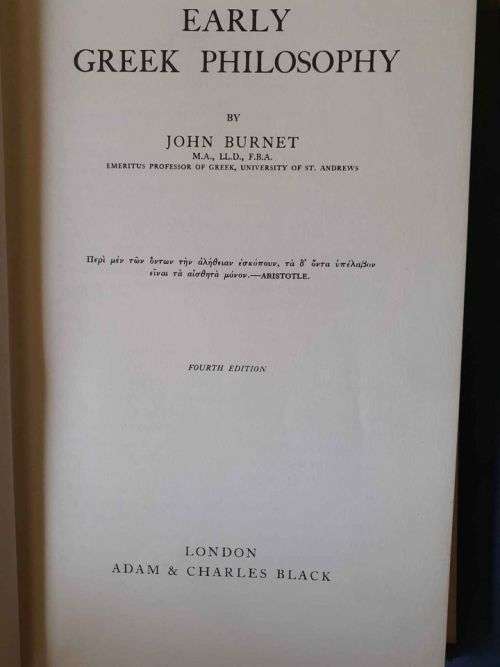 EARLY
GREEK PHILOSOPHY
BY
JOHN BURNET
M.A., LL.D., F.B.A.
EMERITUS PROFESSOR OF GREEK, UNIVERSITY OF ST. ANDREWS
Περὶ μὲν τῶν ὄντων τὴν ἀλήθειαν ἐσκόπουν, τὰ δ' ὄντα ὑπέλαβον
εἶναι τὰ αἰσθητὰ μόνον.—ARISTOTLE.
FOURTH EDITION
LONDON
ADAM & CHARLES BLACK